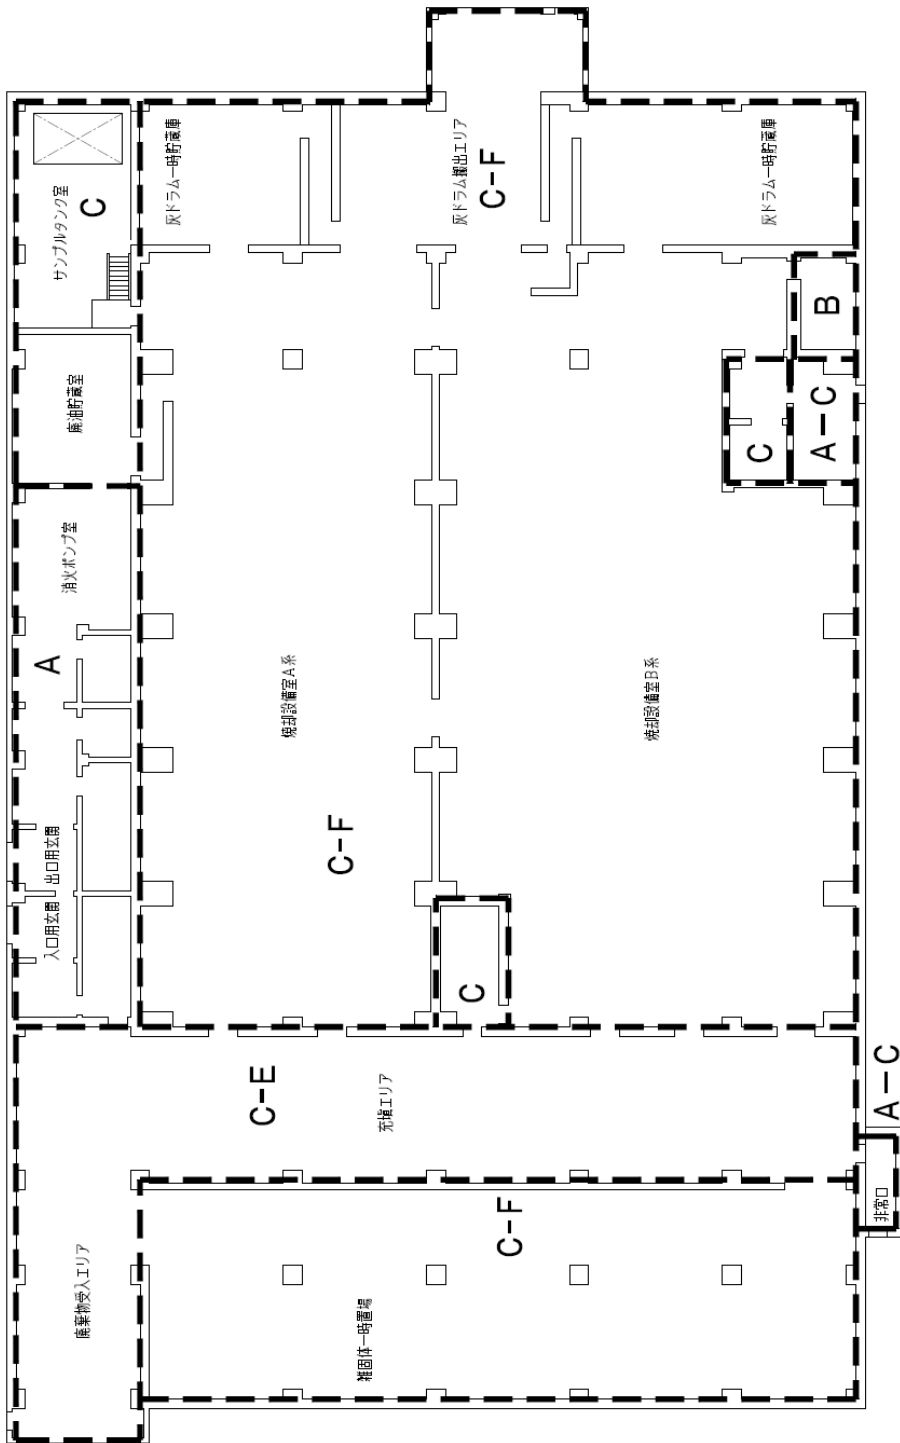 サンプルタンク室
C
廃油貯蔵室
消火ポンプ室
A
出口用玄関
入口用玄関
灰ドラム一時貯蔵庫
灰ドラム搬出エリア
C-F
灰ドラム一時貯蔵庫
B
A-C
C
焼却設備室A系
焼却設備室B系
C-F
C
C-E
充塡エリア
A-C
非常口
C-F
廃棄物受入エリア
雑固体一時置場